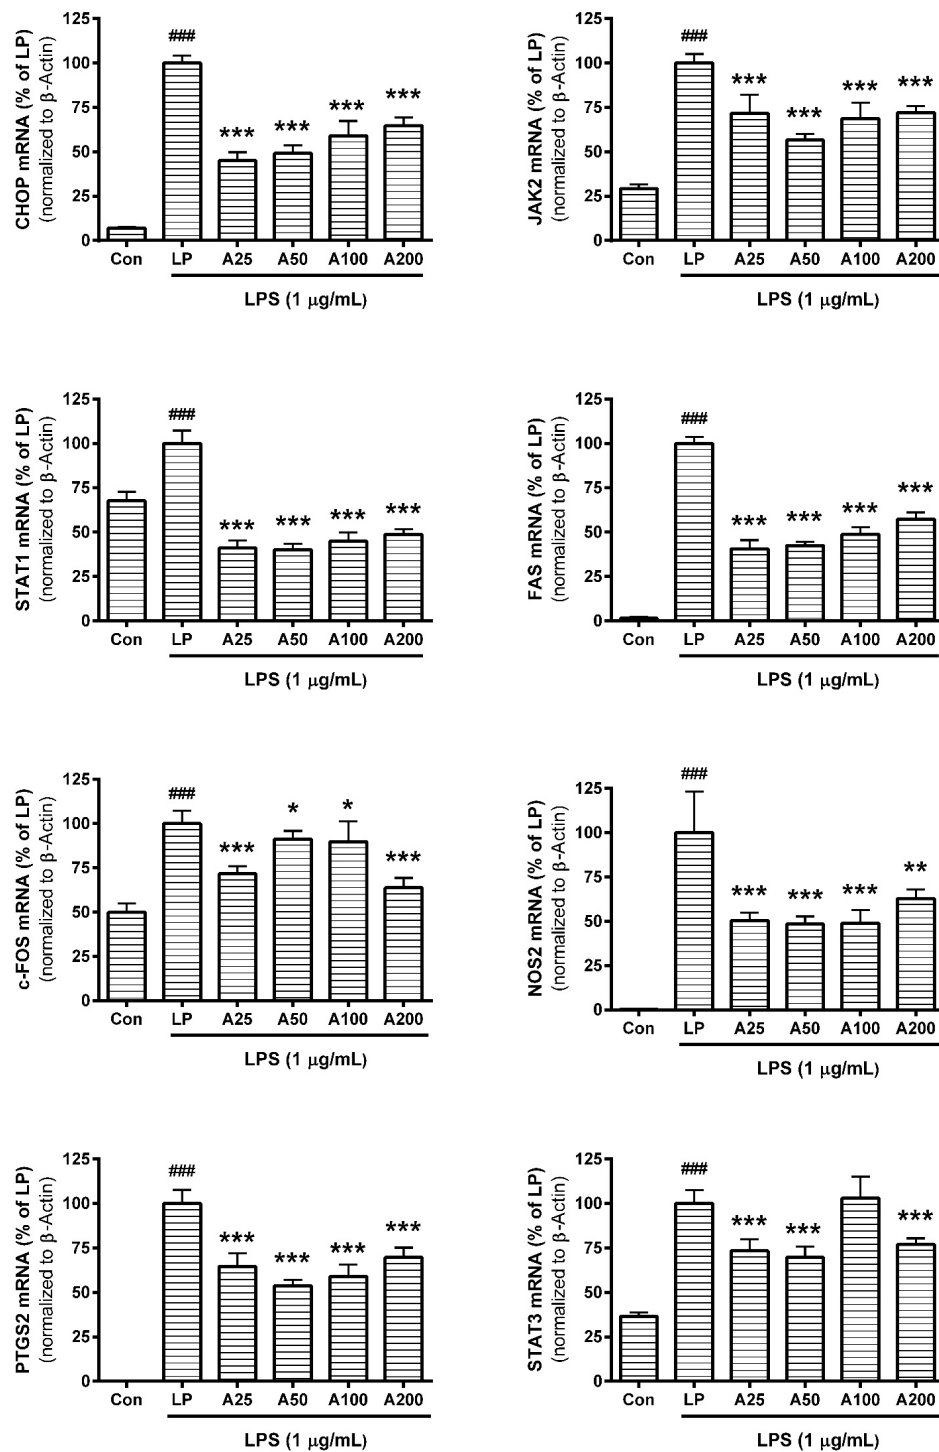 CHOP mRNA (% of LP)
(normalized to β-Actin)
125
100
75
50
25
0
###
***
***
***
***
Con LP A25 A50 A100 A200
LPS (1 μg/mL)
JAK2 mRNA (% of LP)
(normalized to β-Actin)
125
100
75
50
25
0
###
***
***
***
***
Con LP A25 A50 A100 A200
LPS (1 μg/mL)
STAT1 mRNA (% of LP)
(normalized to β-Actin)
125
100
75
50
25
0
###
***
***
***
***
Con LP A25 A50 A100 A200
LPS (1 μg/mL)
FAS mRNA (% of LP)
(normalized to β-Actin)
125
100
75
50
25
0
###
***
***
***
***
Con LP A25 A50 A100 A200
LPS (1 μg/mL)
c-FOS mRNA (% of LP)
(normalized to β-Actin)
125
100
75
50
25
0
###
***
*
*
***
Con LP A25 A50 A100 A200
LPS (1 μg/mL)
NOS2 mRNA (% of LP)
(normalized to β-Actin)
125
100
75
50
25
0
###
***
***
***
**
Con LP A25 A50 A100 A200
LPS (1 μg/mL)
PTGS2 mRNA (% of LP)
(normalized to β-Actin)
125
100
75
50
25
0
###
***
***
***
***
Con LP A25 A50 A100 A200
LPS (1 μg/mL)
STAT3 mRNA (% of LP)
(normalized to β-Actin)
125
100
75
50
25
0
###
***
***
***
Con LP A25 A50 A100 A200
LPS (1 μg/mL)